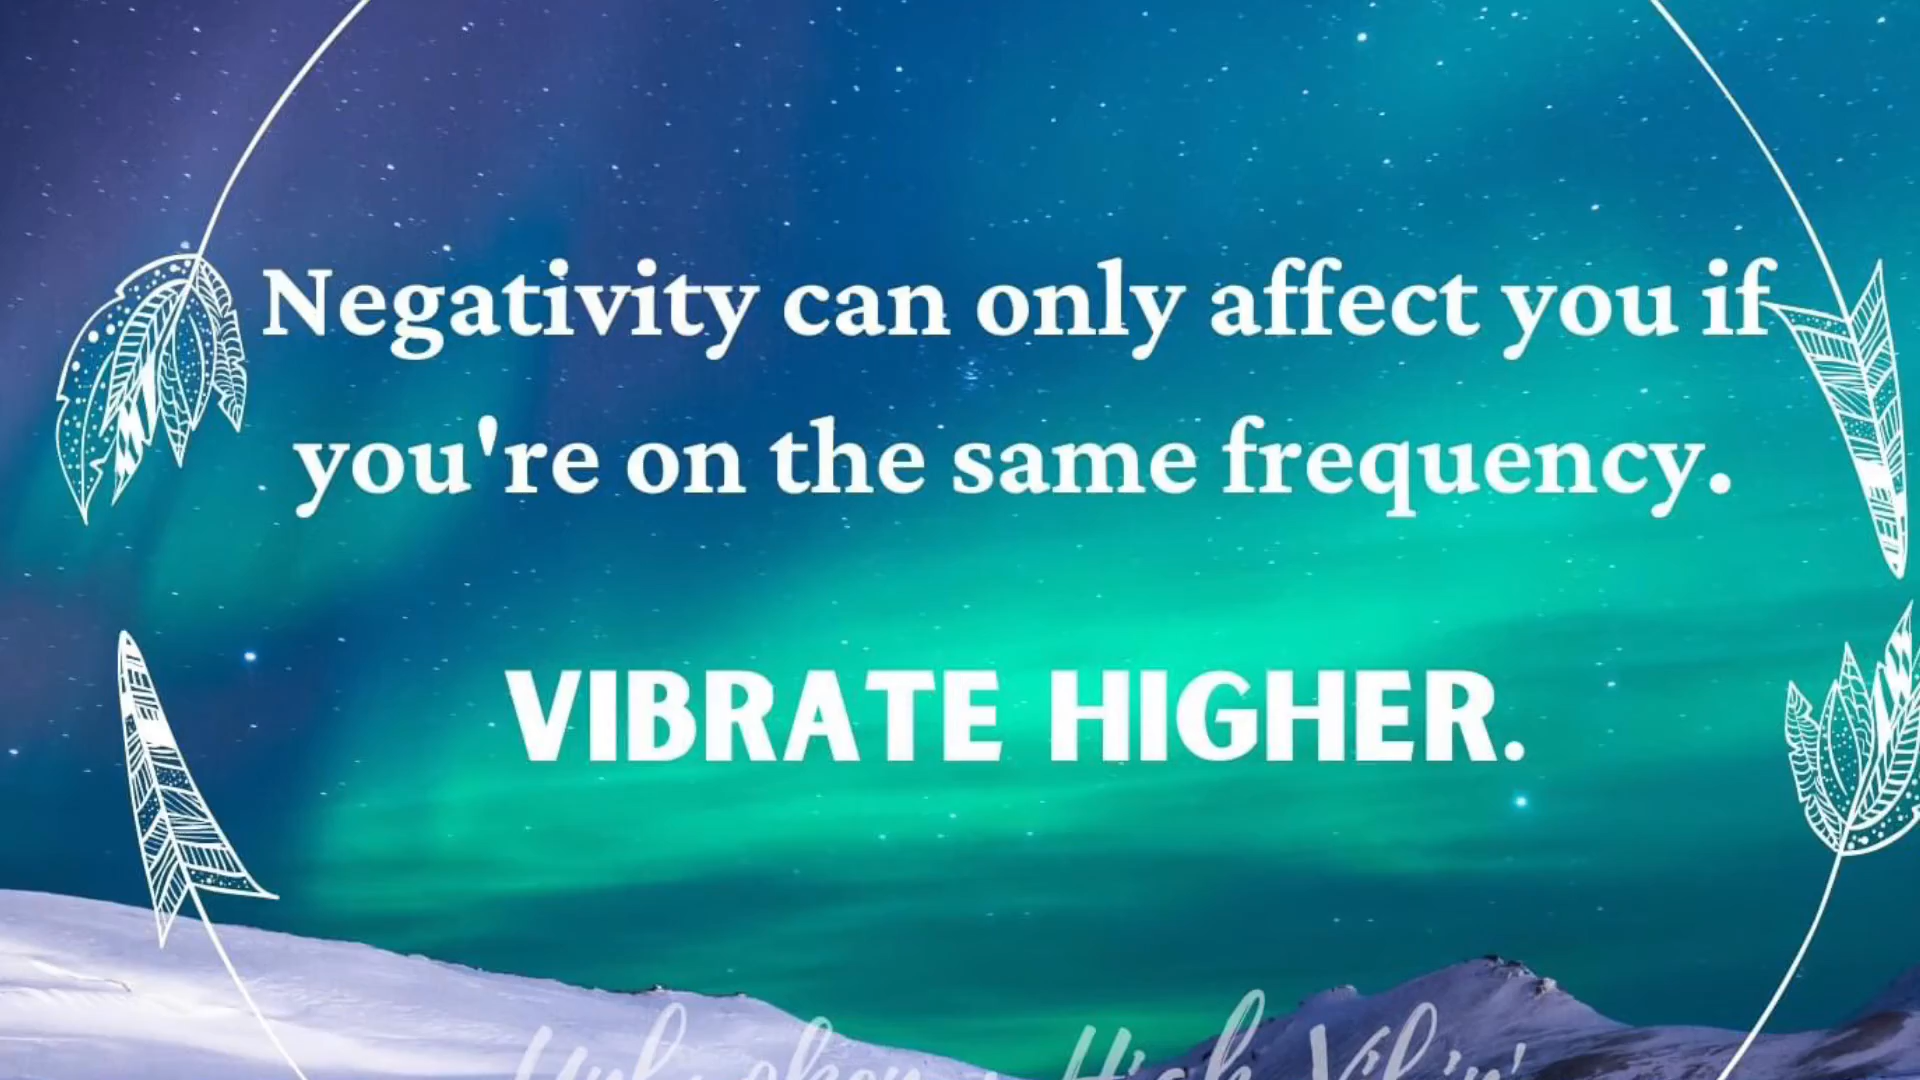 Negativity can only affect you if
you're on the same frequency.
VIBRATE HIGHER.